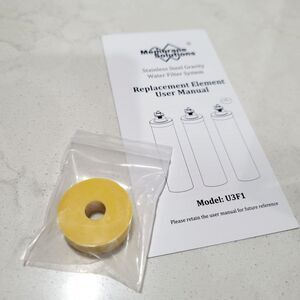 Membrane
Solutions
Stainless Steel Gravity
Water Filter System
Replacement Element
User Manual
Model: U3F1
Please retain the user manual for future reference